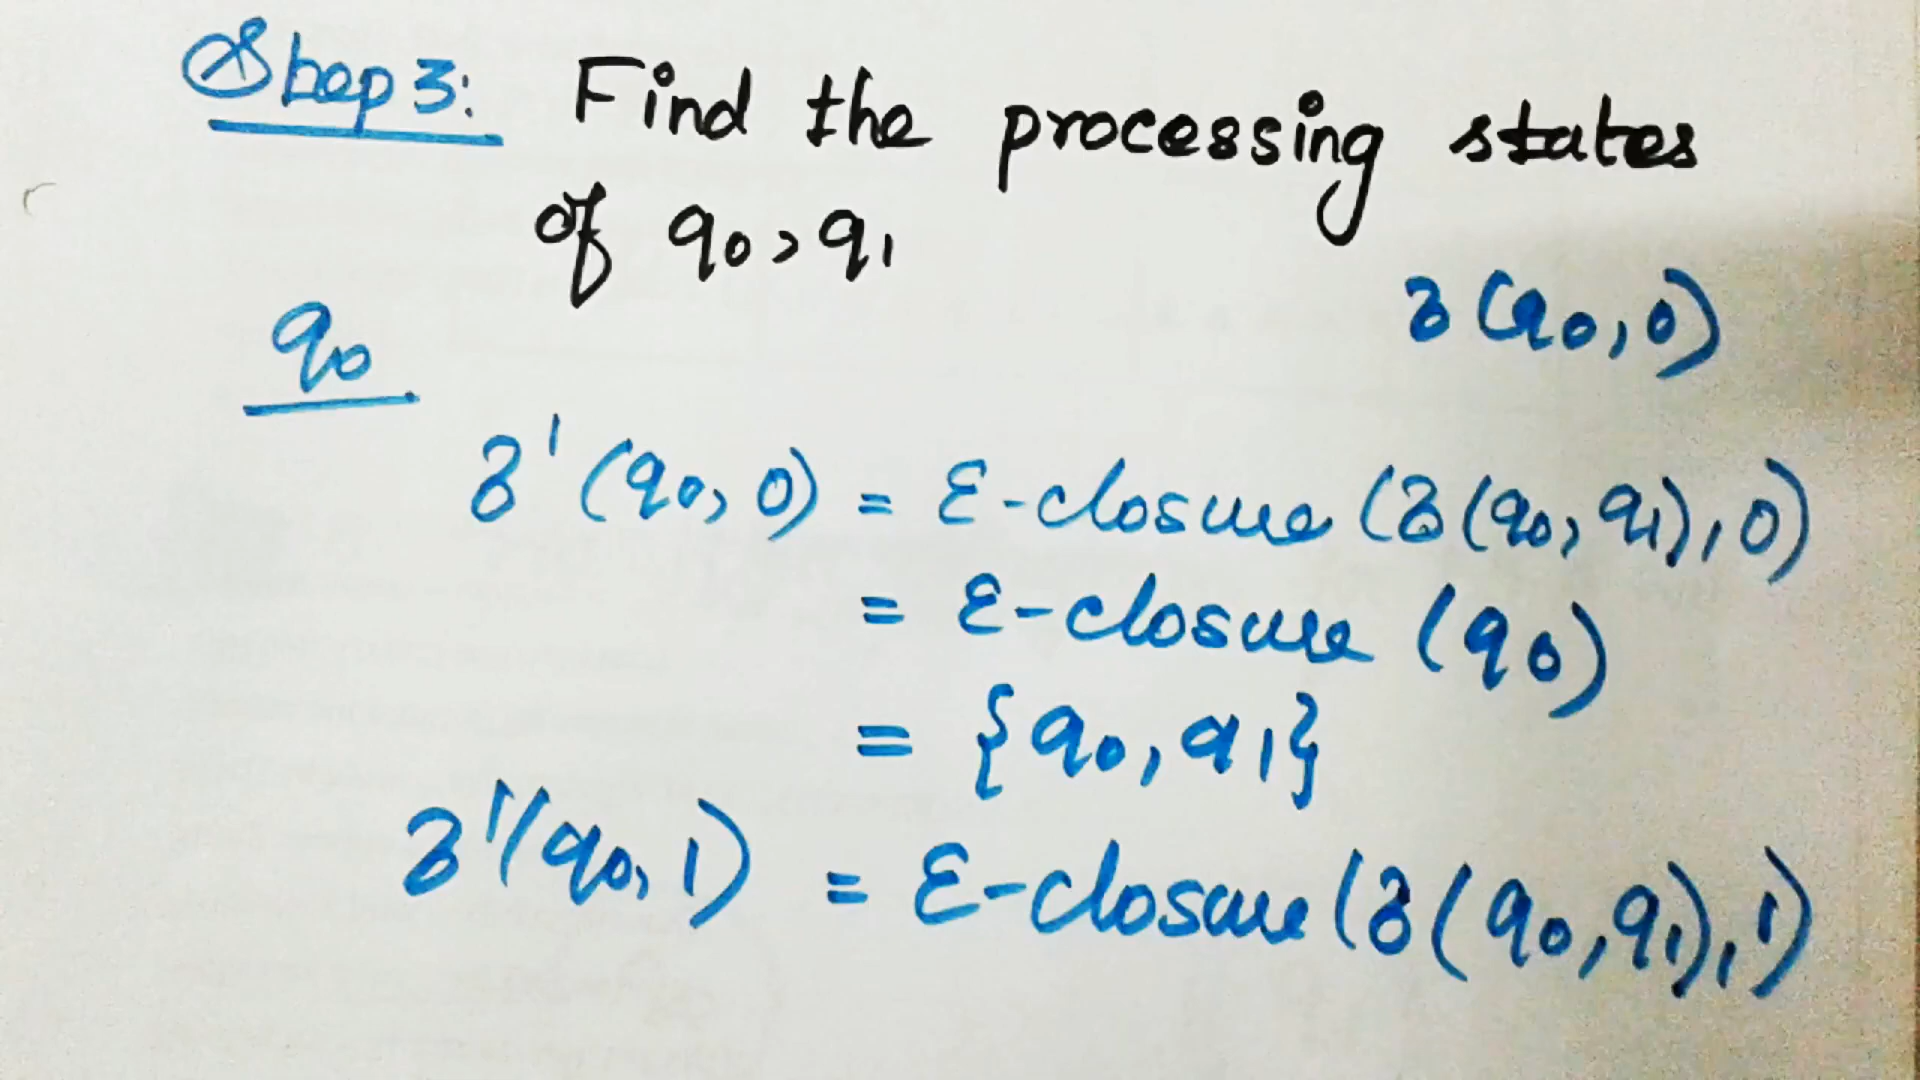 Step 3: Find the processing states
of q₀, q₁
δ(q₀, 0)
q₀
δ'(q₀, 0) = ε-closure (δ(q₀, q₁), 0)
= ε-closure (q₀)
= {q₀, q₁}
δ'(q₀, 1) = ε-closure (δ(q₀, q₁), 1)